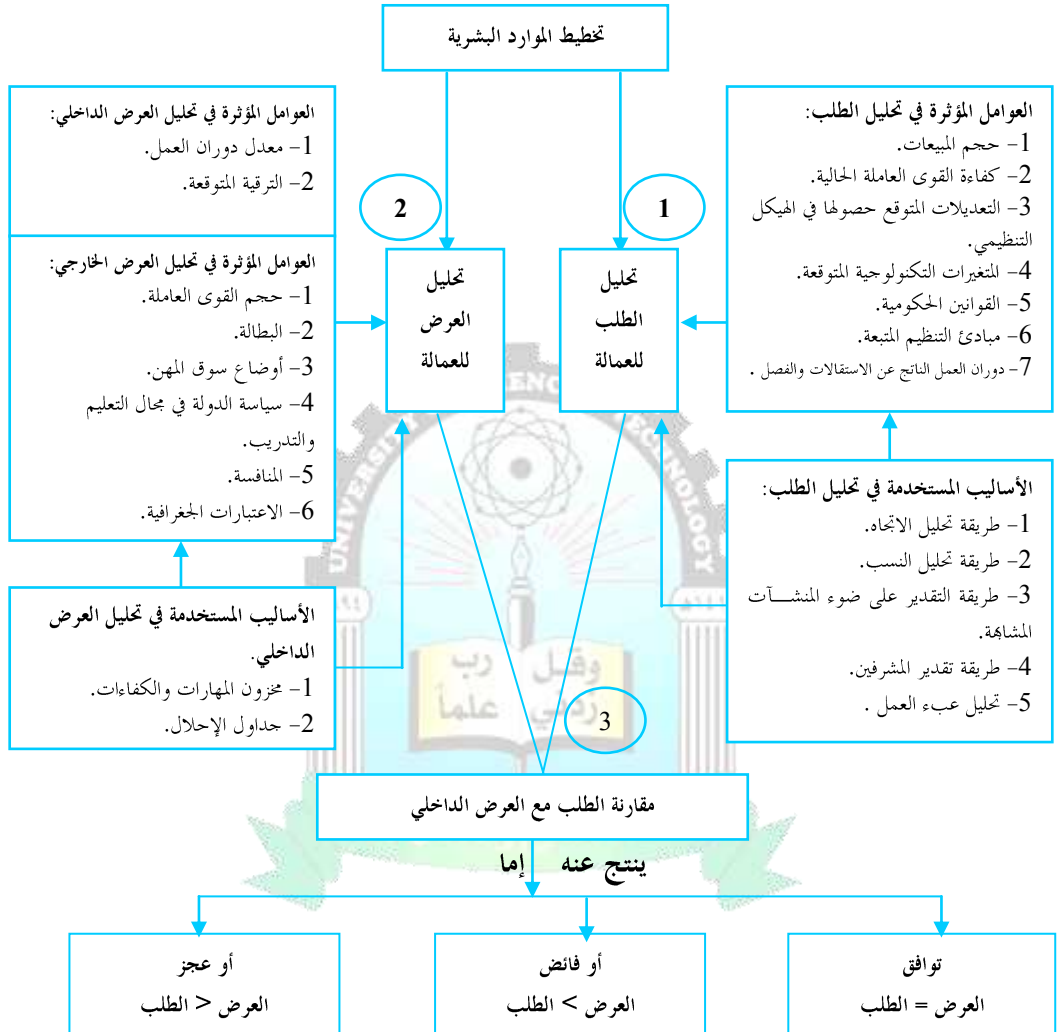 تخطيط الموارد البشرية
العوامل المؤثرة في تحليل الطلب:
1- حجم المبيعات.
2- كفاءة القوى العاملة الحالية.
3- التعديلات المتوقع حصولها في الهيكل
التنظيمي.
4- المتغيرات التكنولوجية المتوقعة.
5- القوانين الحكومية.
6- مبادئ التنظيم المتبعة.
7- دوران العمل الناتج عن الاستقالات والفصل .
العوامل المؤثرة في تحليل العرض الداخلي:
1- معدل دوران العمل.
2- الترقية المتوقعة.
العوامل المؤثرة في تحليل العرض الخارجي:
1- حجم القوى العاملة.
2- البطالة.
3- أوضاع سوق المهن.
4- سياسة الدولة في مجال التعليم
والتدريب.
5- المنافسة.
6- الاعتبارات الجغرافية.
1
2
تحليل
الطلب
للعمالة
تحليل
العرض
للعمالة
الأساليب المستخدمة في تحليل الطلب:
1- طريقة تحليل الاتجاه.
2- طريقة تحليل النسب.
3- طريقة التقدير على ضوء المنشـــآت
المشابهة.
4- طريقة تقدير المشرفين.
5- تحليل عبء العمل .
الأساليب المستخدمة في تحليل العرض
الداخلي.
1- مخزون المهارات والكفاءات.
2- جداول الإحلال.
UNIVERSITY
TECHNOLOGY
وقل رب
زدني علماً
3
مقارنة الطلب مع العرض الداخلي
ينتج عنه إما
توافق
العرض = الطلب
أو فائض
العرض > الطلب
أو عجز
العرض < الطلب